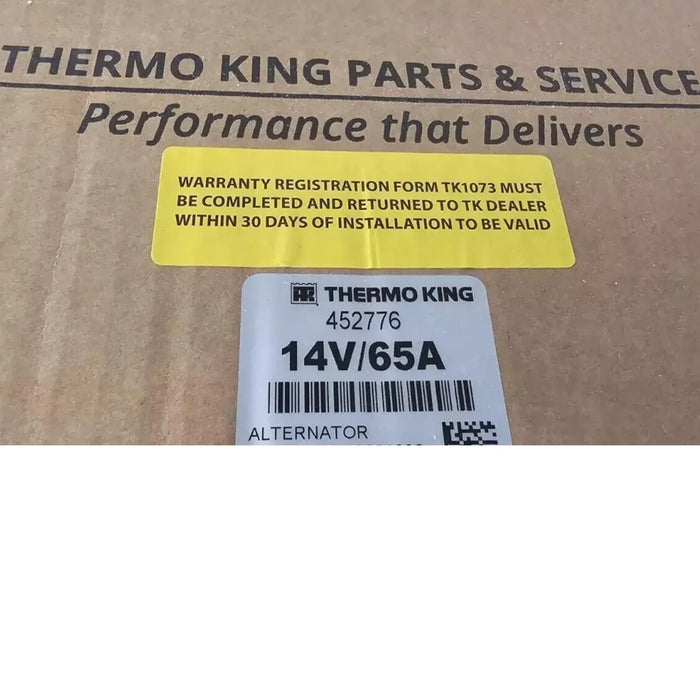 THERMO KING PARTS & SERVICE
Performance that Delivers
WARRANTY REGISTRATION FORM TK1073 MUST
BE COMPLETED AND RETURNED TO TK DEALER
WITHIN 30 DAYS OF INSTALLATION TO BE VALID
THERMO KING
452776
14V/65A
ALTERNATOR